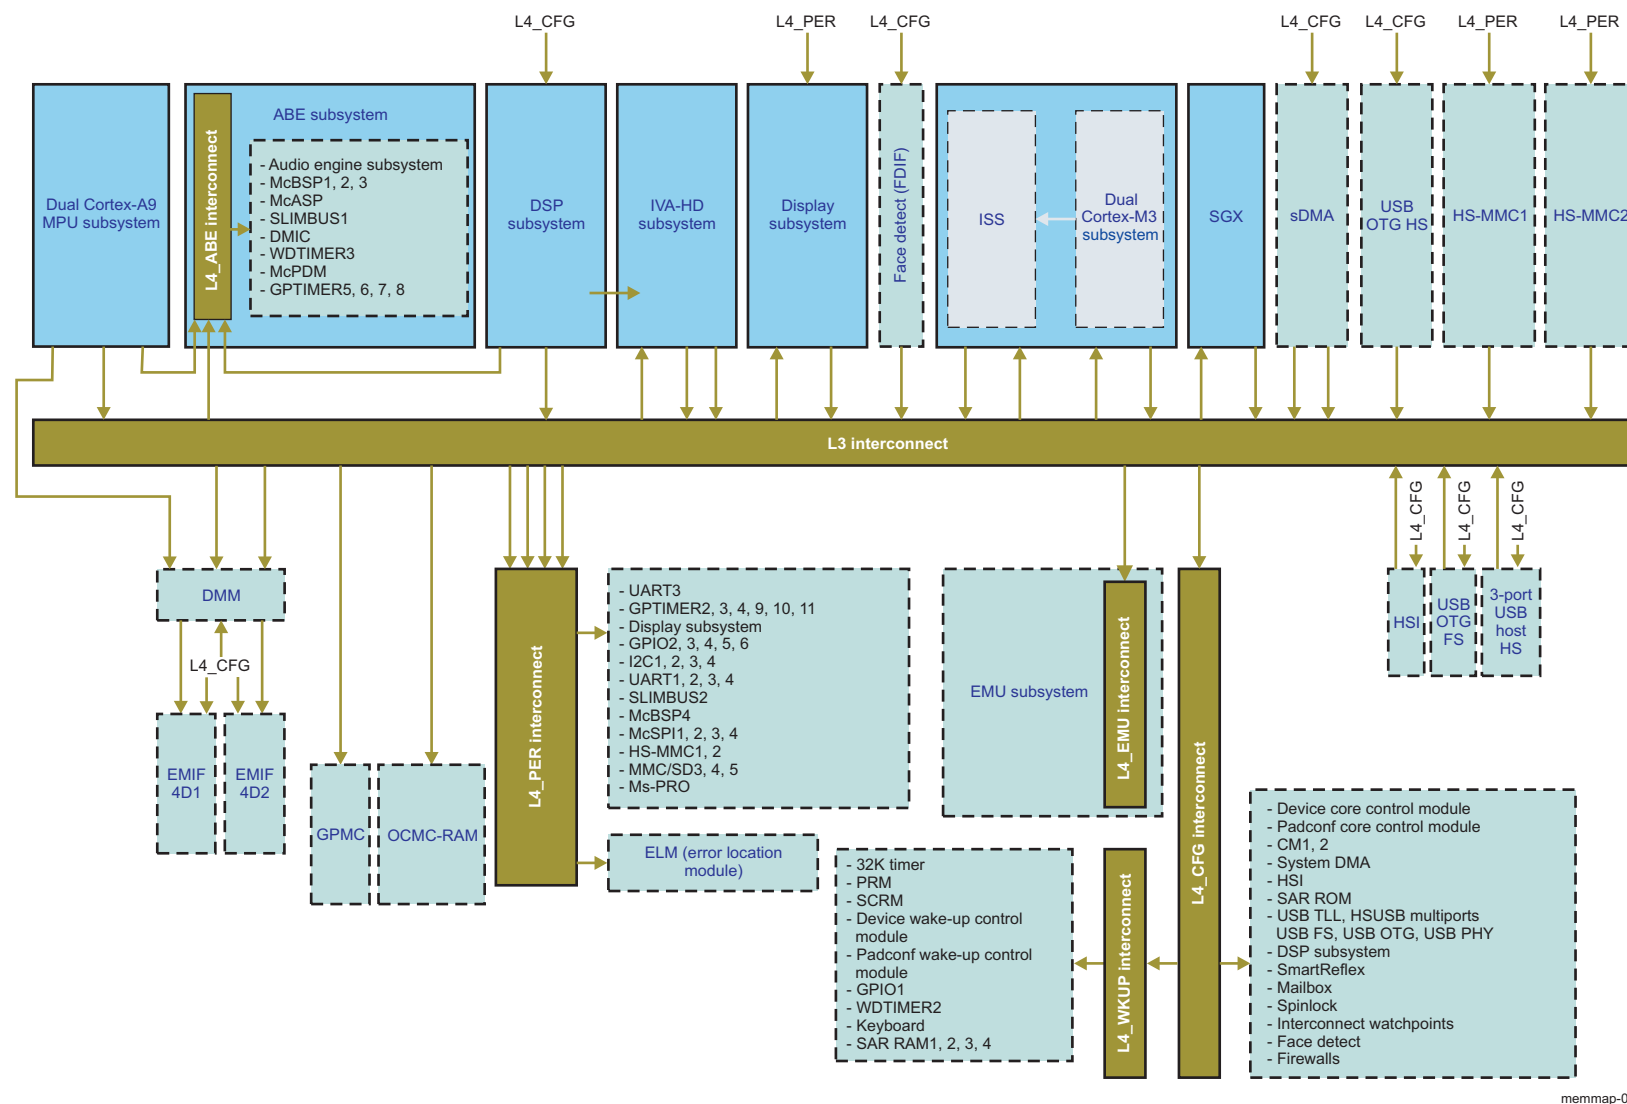 L4_CFG
L4_PER
L4_CFG
L4_CFG
L4_CFG
L4_PER
L4_PER
Dual Cortex-A9
MPU subsystem
ABE subsystem
L4_ABE interconnect
- Audio engine subsystem
- McBSP1, 2, 3
- McASP
- SLIMBUS1
- DMIC
- WDTIMER3
- McPDM
- GPTIMER5, 6, 7, 8
DSP
subsystem
IVA-HD
subsystem
Display
subsystem
Face detect (FDIF)
ISS
Dual
Cortex-M3
subsystem
SGX
sDMA
USB
OTG HS
HS-MMC1
HS-MMC2
L3 interconnect
L4_CFG
L4_CFG
L4_CFG
DMM
L4_CFG
EMIF
4D1
EMIF
4D2
GPMC
OCMC-RAM
L4_PER interconnect
- UART3
- GPTIMER2, 3, 4, 9, 10, 11
- Display subsystem
- GPIO2, 3, 4, 5, 6
- I2C1, 2, 3, 4
- UART1, 2, 3, 4
- SLIMBUS2
- McBSP4
- McSPI1, 2, 3, 4
- HS-MMC1, 2
- MMC/SD3, 4, 5
- Ms-PRO
ELM (error location
module)
EMU subsystem
L4_EMU interconnect
L4_CFG interconnect
HSI
USB
OTG
FS
3-port
USB
host
HS
- 32K timer
- PRM
- SCRM
- Device wake-up control
module
- Padconf wake-up control
module
- GPIO1
- WDTIMER2
- Keyboard
- SAR RAM1, 2, 3, 4
L4_WKUP interconnect
- Device core control module
- Padconf core control module
- CM1, 2
- System DMA
- HSI
- SAR ROM
- USB TLL, HSUSB multiports
USB FS, USB OTG, USB PHY
- DSP subsystem
- SmartReflex
- Mailbox
- Spinlock
- Interconnect watchpoints
- Face detect
- Firewalls
memmap-0